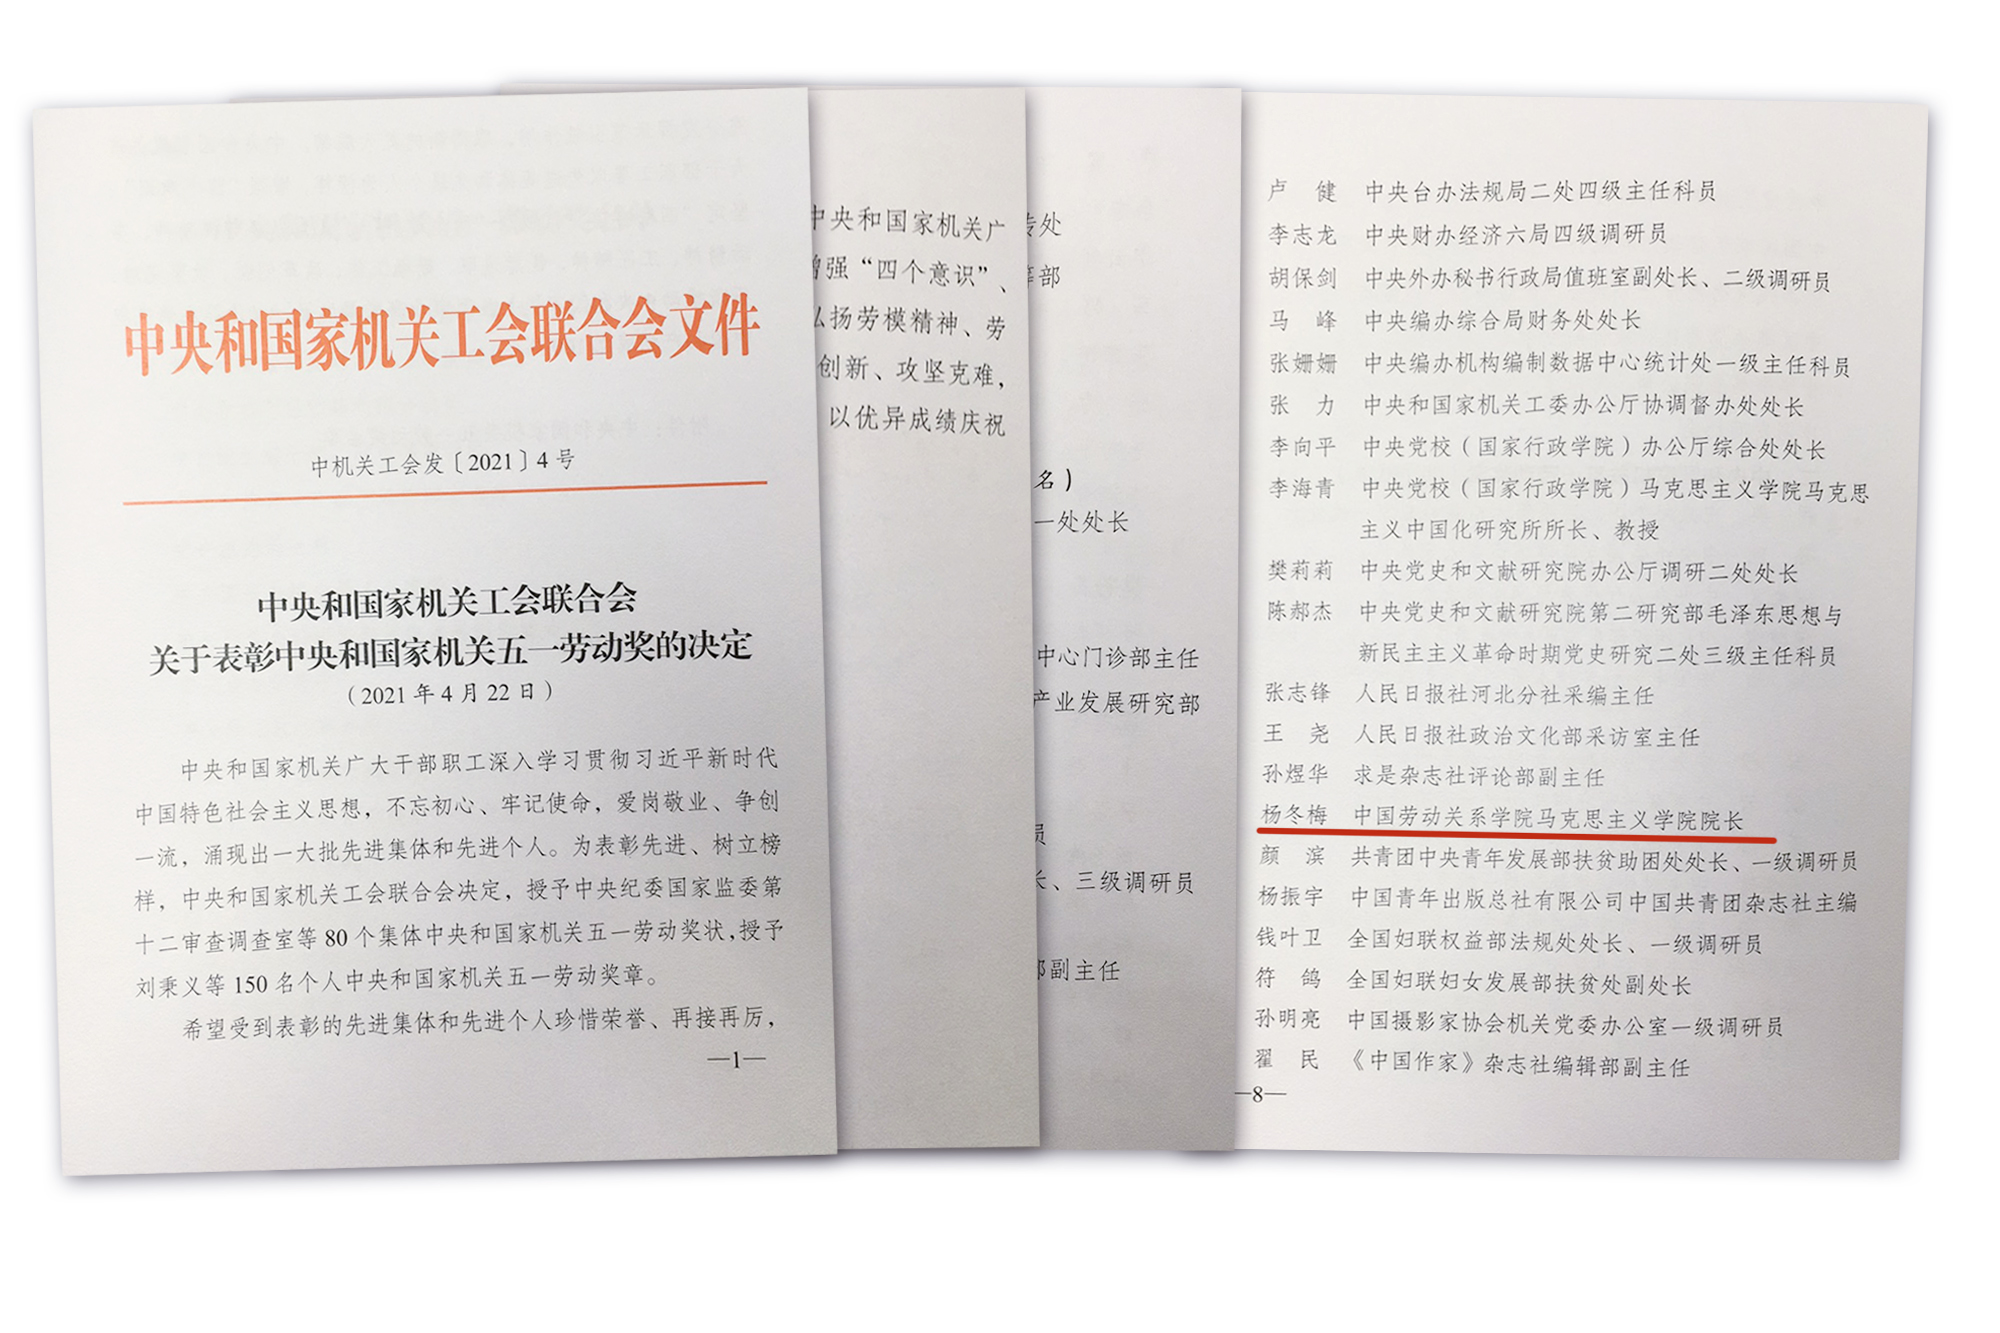 中央和国家机关工会联合会文件
中机关工会发〔2021〕4号
中央和国家机关工会联合会
关于表彰中央和国家机关五一劳动奖的决定
（2021年4月22日）
中央和国家机关广大干部职工深入学习贯彻习近平新时代
中国特色社会主义思想，不忘初心、牢记使命，爱岗敬业、争创
一流，涌现出一大批先进集体和先进个人。为表彰先进、树立榜
样，中央和国家机关工会联合会决定，授予中央纪委国家监委第
十二审查调查室等80个集体中央和国家机关五一劳动奖状，授予
刘秉义等150名个人中央和国家机关五一劳动奖章。
希望受到表彰的先进集体和先进个人珍惜荣誉、再接再厉，
—1—
中央和国家机关广
增强“四个意识”、
弘扬劳模精神、劳
创新、攻坚克难，
以优异成绩庆祝
传处
等部
名）
一处处长
中心门诊部主任
产业发展研究部
员
长、三级调研员
部副主任
卢　健　中央台办法规局二处四级主任科员
李志龙　中央财办经济六局四级调研员
胡保剑　中央外办秘书行政局值班室副处长、二级调研员
马　峰　中央编办综合局财务处处长
张姗姗　中央编办机构编制数据中心统计处一级主任科员
张　力　中央和国家机关工委办公厅协调督办处处长
李向平　中央党校（国家行政学院）办公厅综合处处长
李海青　中央党校（国家行政学院）马克思主义学院马克思
主义中国化研究所所长、教授
樊莉莉　中央党史和文献研究院办公厅调研二处处长
陈郝杰　中央党史和文献研究院第二研究部毛泽东思想与
新民主主义革命时期党史研究二处三级主任科员
张志锋　人民日报社河北分社采编主任
王　尧　人民日报社政治文化部采访室主任
孙煜华　求是杂志社评论部副主任
杨冬梅　中国劳动关系学院马克思主义学院院长
颜　滨　共青团中央青年发展部扶贫助困处处长、一级调研员
杨振宇　中国青年出版总社有限公司中国共青团杂志社主编
钱叶卫　全国妇联权益部法规处处长、一级调研员
符　鸽　全国妇联妇女发展部扶贫处副处长
孙明亮　中国摄影家协会机关党委办公室一级调研员
翟　民　《中国作家》杂志社编辑部副主任
—8—